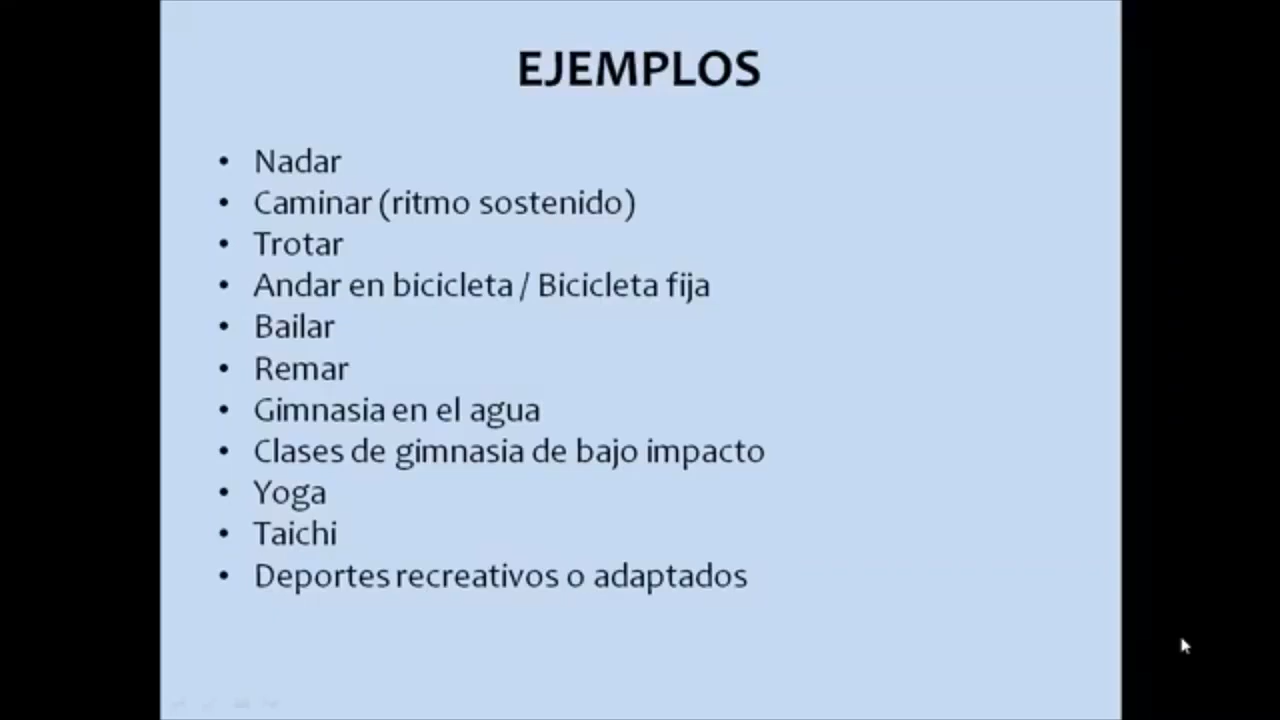 EJEMPLOS
• Nadar
• Caminar (ritmo sostenido)
• Trotar
• Andar en bicicleta / Bicicleta fija
• Bailar
• Remar
• Gimnasia en el agua
• Clases de gimnasia de bajo impacto
• Yoga
• Taichi
• Deportes recreativos o adaptados